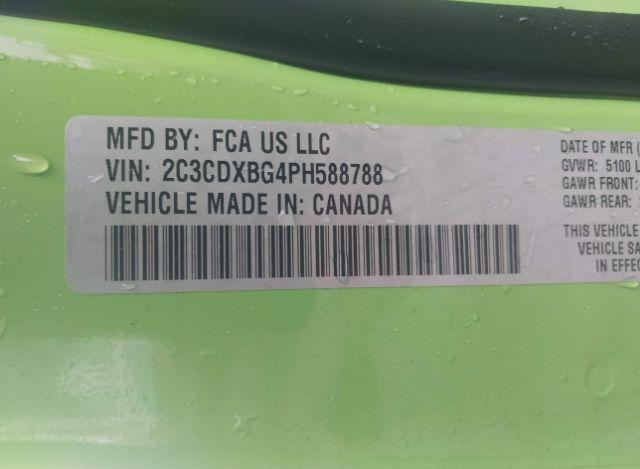 MFD BY: FCA US LLC
VIN: 2C3CDXBG4PH588788
VEHICLE MADE IN: CANADA
DATE OF MFR (
GVWR: 5100 L
GAWR FRONT:
GAWR REAR:
THIS VEHICLE
VEHICLE SA
IN EFFEC